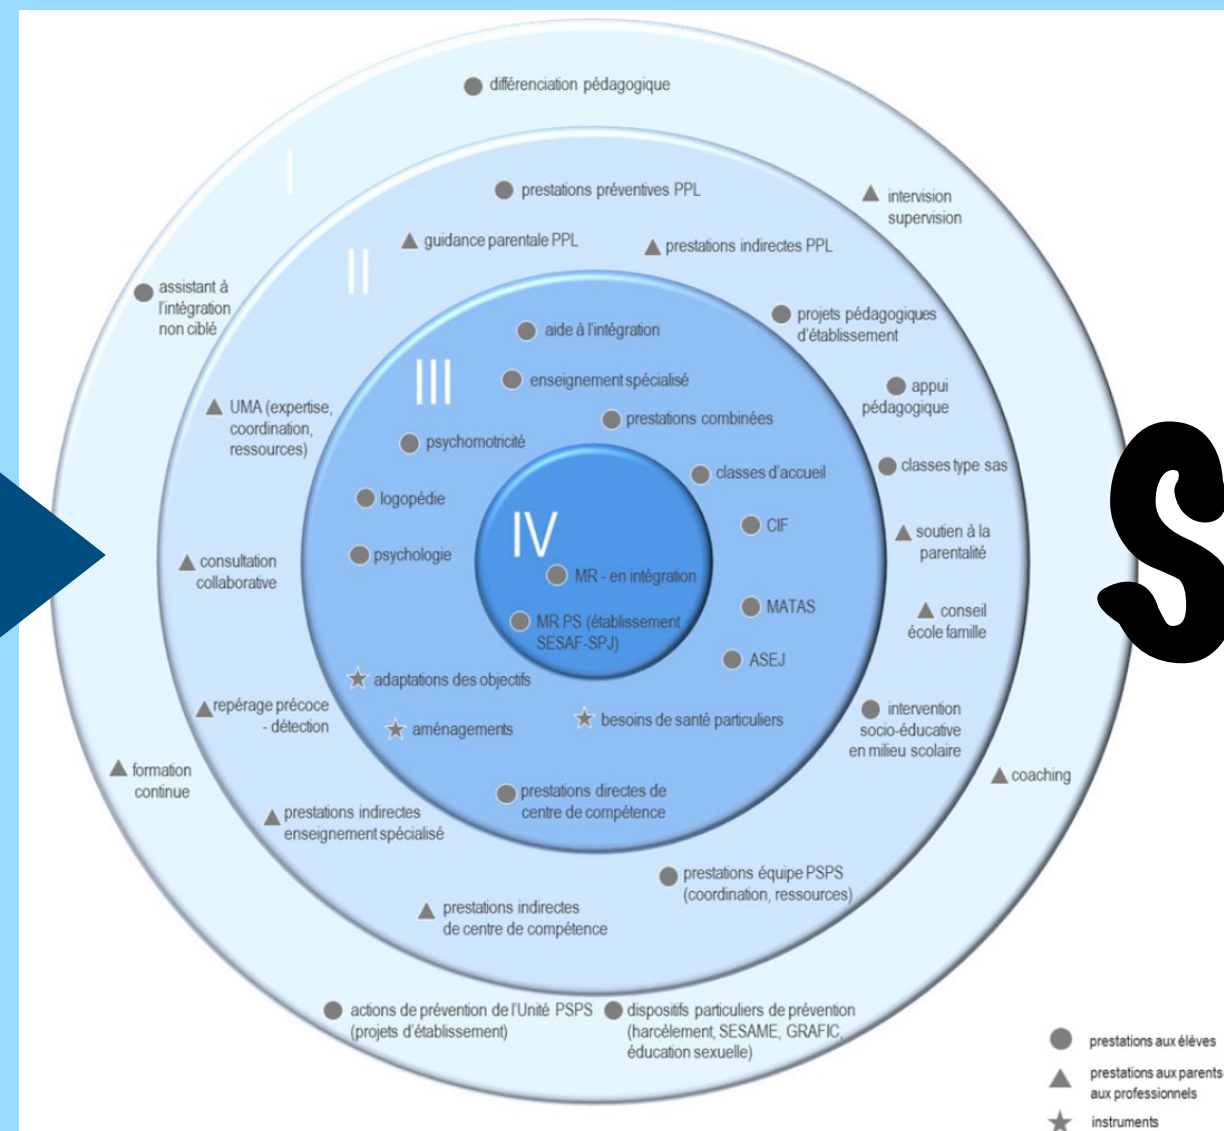 différenciation pédagogique
I
intervision
supervision
prestations préventives PPL
guidance parentale PPL
prestations indirectes PPL
II
assistant à
l'intégration
non ciblé
projets pédagogiques
d'établissement
aide à l'intégration
III
enseignement spécialisé
appui
pédagogique
UMA (expertise,
coordination,
ressources)
prestations combinées
psychomotricité
classes d'accueil
classes type sas
logopédie
IV
CIF
soutien à la
parentalité
psychologie
consultation
collaborative
MR - en intégration
MATAS
conseil
école famille
MR PS (établissement
SESAF-SPJ)
ASEJ
adaptations des objectifs
repérage précoce
- détection
aménagements
besoins de santé particuliers
intervention
socio-éducative
en milieu scolaire
formation
continue
coaching
prestations directes de
centre de compétence
prestations indirectes
enseignement spécialisé
prestations équipe PSPS
(coordination, ressources)
prestations indirectes
de centre de compétence
actions de prévention de l'Unité PSPS
(projets d'établissement)
dispositifs particuliers de prévention
(harcèlement, SESAME, GRAFIC,
éducation sexuelle)
prestations aux élèves
prestations aux parents
aux professionnels
instruments
S